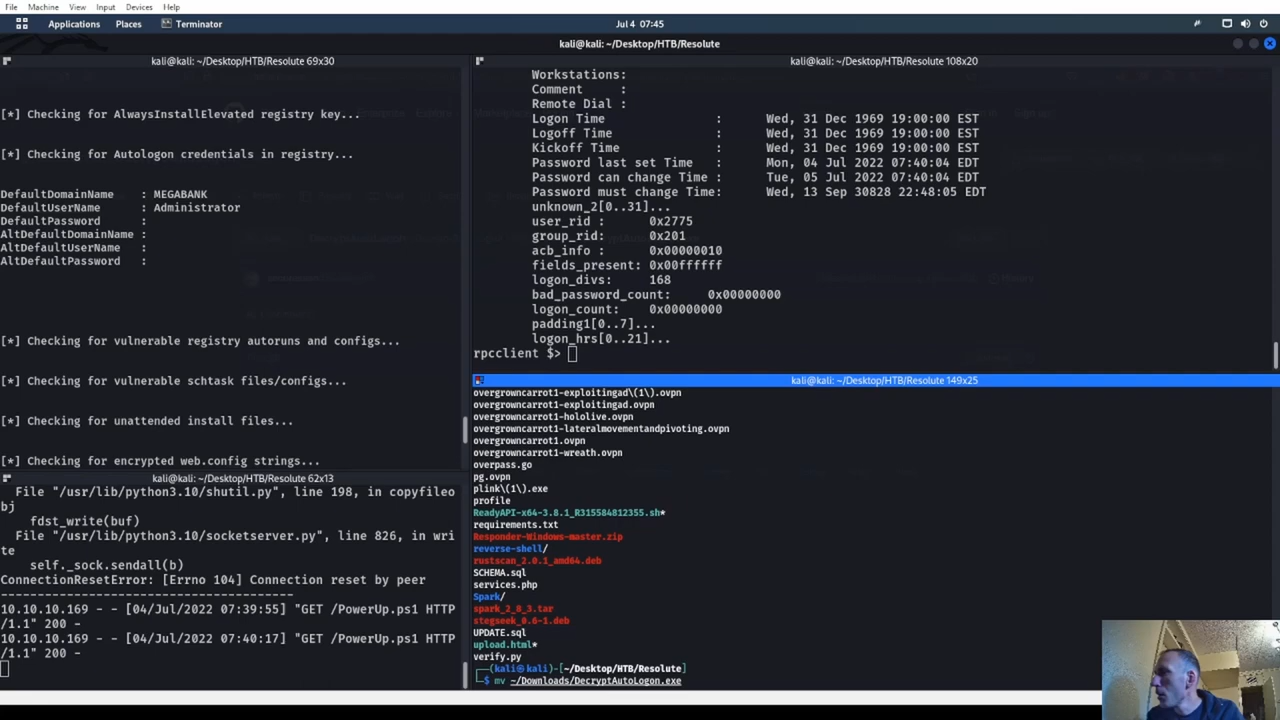 File Machine View Input Devices Help
Applications Places Terminator Jul 4 07:45
kali@kali: ~/Desktop/HTB/Resolute
kali@kali: ~/Desktop/HTB/Resolute 69x30
[*] Checking for AlwaysInstallElevated registry key...
[*] Checking for Autologon credentials in registry...
DefaultDomainName : MEGABANK
DefaultUserName : Administrator
DefaultPassword :
AltDefaultDomainName :
AltDefaultUserName :
AltDefaultPassword :
[*] Checking for vulnerable registry autoruns and configs...
[*] Checking for vulnerable schtask files/configs...
[*] Checking for unattended install files...
[*] Checking for encrypted web.config strings...
kali@kali: ~/Desktop/HTB/Resolute 62x13
File "/usr/lib/python3.10/shutil.py", line 198, in copyfileo
bj
fdst_write(buf)
File "/usr/lib/python3.10/socketserver.py", line 826, in wri
te
self._sock.sendall(b)
ConnectionResetError: [Errno 104] Connection reset by peer
----------------------------------------
10.10.10.169 - - [04/Jul/2022 07:39:55] "GET /PowerUp.ps1 HTTP
/1.1" 200 -
10.10.10.169 - - [04/Jul/2022 07:40:17] "GET /PowerUp.ps1 HTTP
/1.1" 200 -
kali@kali: ~/Desktop/HTB/Resolute 108x20
Workstations:
Comment :
Remote Dial :
Logon Time : Wed, 31 Dec 1969 19:00:00 EST
Logoff Time : Wed, 31 Dec 1969 19:00:00 EST
Kickoff Time : Wed, 31 Dec 1969 19:00:00 EST
Password last set Time : Mon, 04 Jul 2022 07:40:04 EDT
Password can change Time : Tue, 05 Jul 2022 07:40:04 EDT
Password must change Time: Wed, 13 Sep 30828 22:48:05 EDT
unknown_2[0..31]...
user_rid : 0x2775
group_rid: 0x201
acb_info : 0x00000010
fields_present: 0x00ffffff
logon_divs: 168
bad_password_count: 0x00000000
logon_count: 0x00000000
padding1[0..7]...
logon_hrs[0..21]...
rpcclient $>
kali@kali: ~/Desktop/HTB/Resolute 149x25
overgrowncarrot1-exploitingad\(1\).ovpn
overgrowncarrot1-exploitingad.ovpn
overgrowncarrot1-hololive.ovpn
overgrowncarrot1-lateralmovementandpivoting.ovpn
overgrowncarrot1.ovpn
overgrowncarrot1-wreath.ovpn
overpass.go
pg.ovpn
plink\(1\).exe
profile
ReadyAPI-x64-3.8.1_R315584812355.sh*
requirements.txt
Responder-Windows-master.zip
reverse-shell/
rustscan_2.0.1_amd64.deb
SCHEMA.sql
services.php
Spark/
spark_2_8_3.tar
stegseek_0.6-1.deb
UPDATE.sql
upload.html*
verify.py
(kali㉿kali)-[~/Desktop/HTB/Resolute]
$ mv ~/Downloads/DecryptAutoLogon.exe